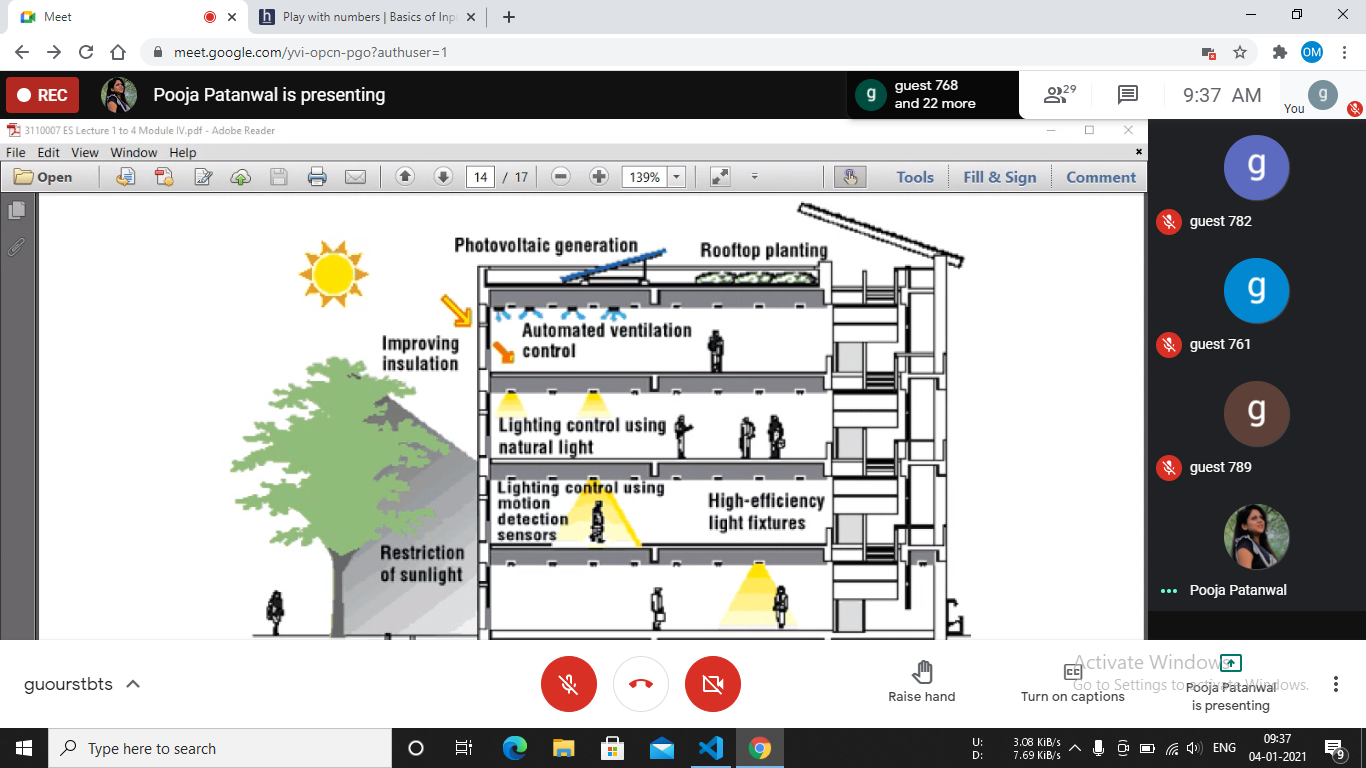 Meet
Play with numbers | Basics of Inp
meet.google.com/yvi-opcn-pgo?authuser=1
OM
REC
Pooja Patanwal is presenting
g
guest 768
and 22 more
29
9:37 AM
You
g
3110007 ES Lecture 1 to 4 Module IV.pdf - Adobe Reader
File Edit View Window Help
Open
14 / 17
139%
Tools
Fill & Sign
Comment
Photovoltaic generation
Rooftop planting
Improving
insulation
Automated ventilation
control
Lighting control using
natural light
Lighting control using
motion
detection
sensors
High-efficiency
light fixtures
Restriction
of sunlight
g
guest 782
g
guest 761
g
guest 789
Pooja Patanwal
guourstbts
Raise hand
Turn on captions
Pooja Patanwal
is presenting
Activate Windows
Go to Settings to activate Windows.
Type here to search
U: 3.08 KiB/s
D: 7.69 KiB/s
ENG
09:37
04-01-2021
9